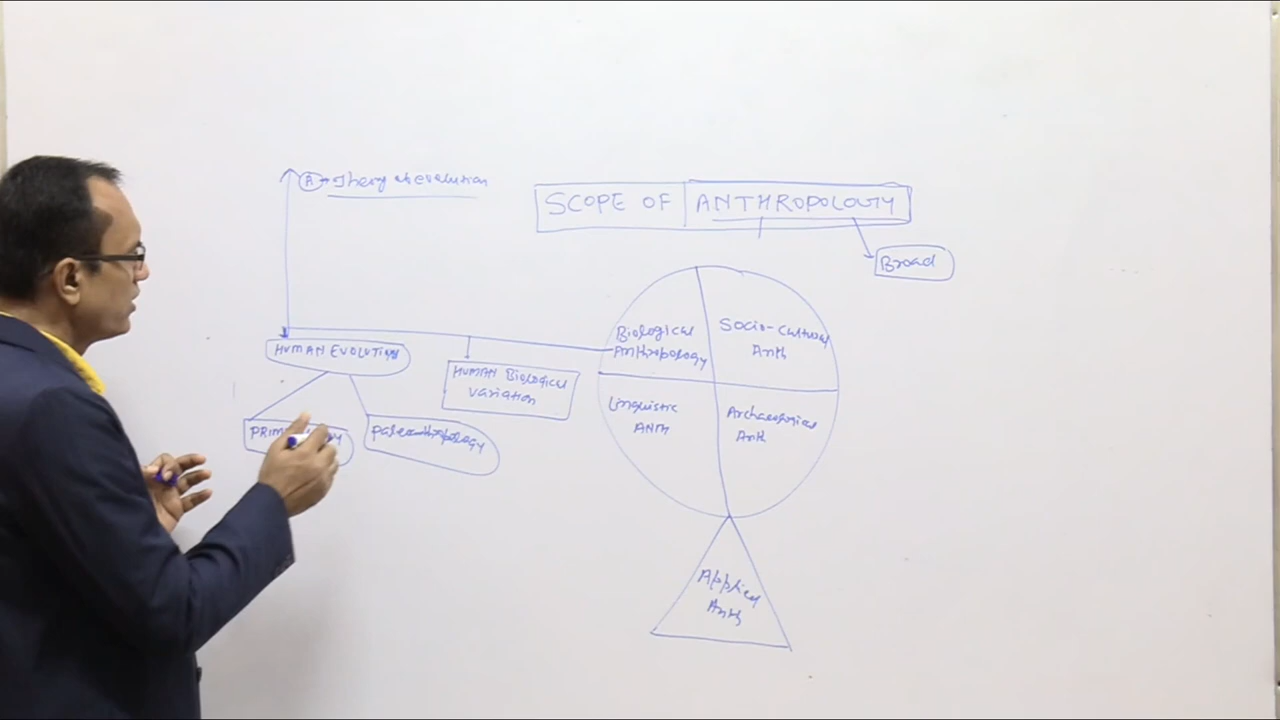 A → Theory of evolution
SCOPE OF ANTHROPOLOGY
Broad
HUMAN EVOLUTION
HUMAN Biological
variation
Paleoanthropology
Biological
Anthropology
Socio-Cultural
Anth
Linguistic
ANTH
Archaeological
Anth
Applied
Anth